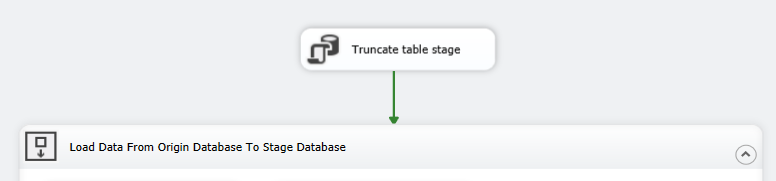 Truncate table stage
Load Data From Origin Database To Stage Database